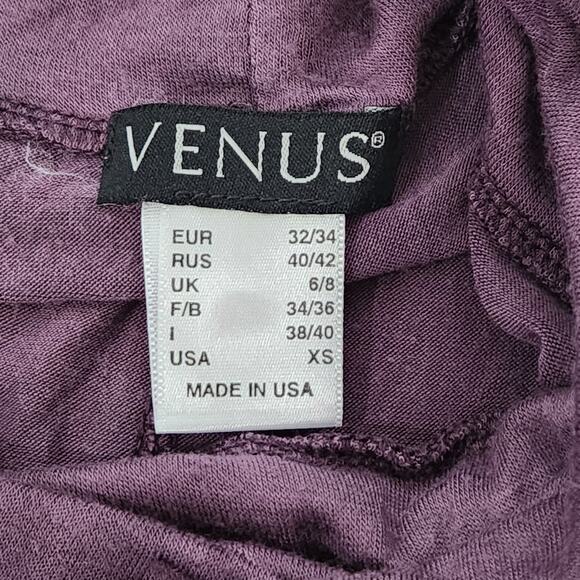 VENUS®
EUR 32/34
RUS 40/42
UK 6/8
F/B 34/36
I 38/40
USA XS
MADE IN USA